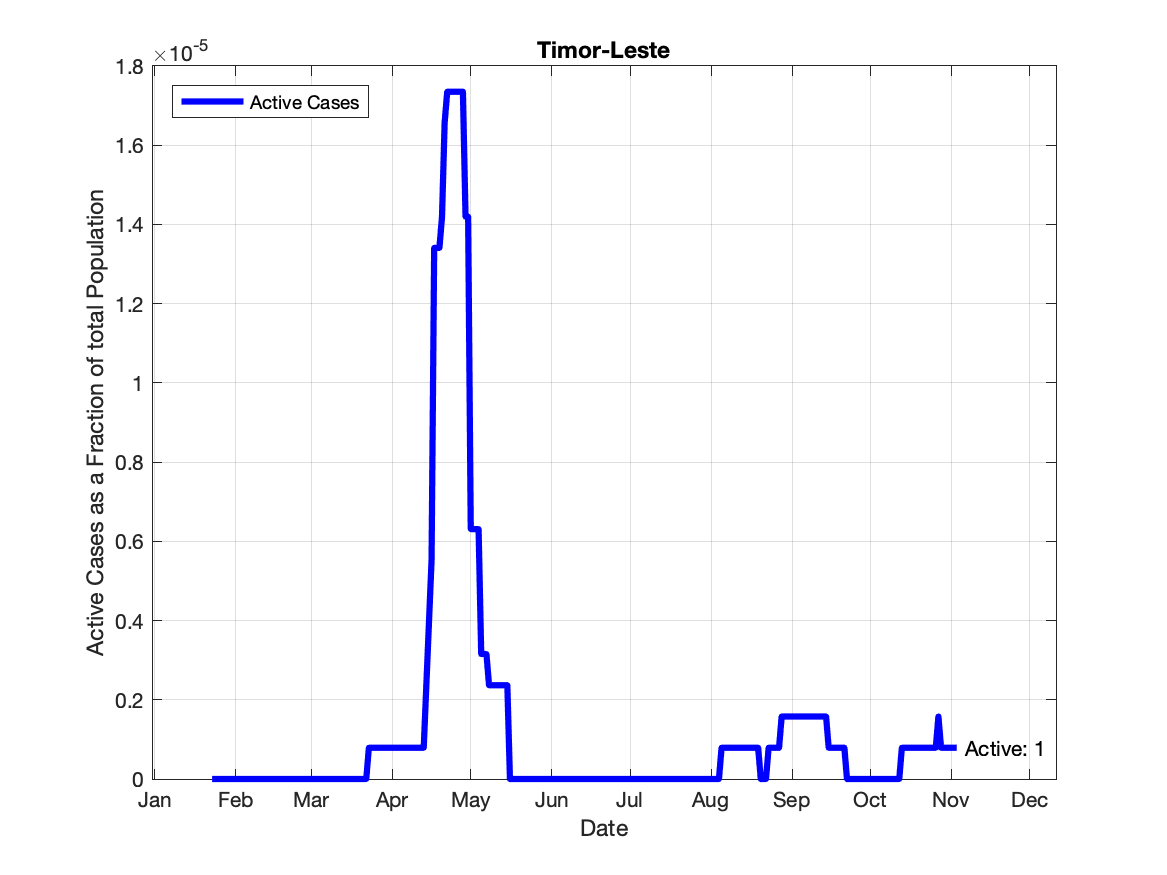 Timor-Leste
×10-5
1.8
1.6
1.4
1.2
1
0.8
0.6
0.4
0.2
0
Active Cases as a Fraction of total Population
Active Cases
Active: 1
Jan Feb Mar Apr May Jun Jul Aug Sep Oct Nov Dec
Date